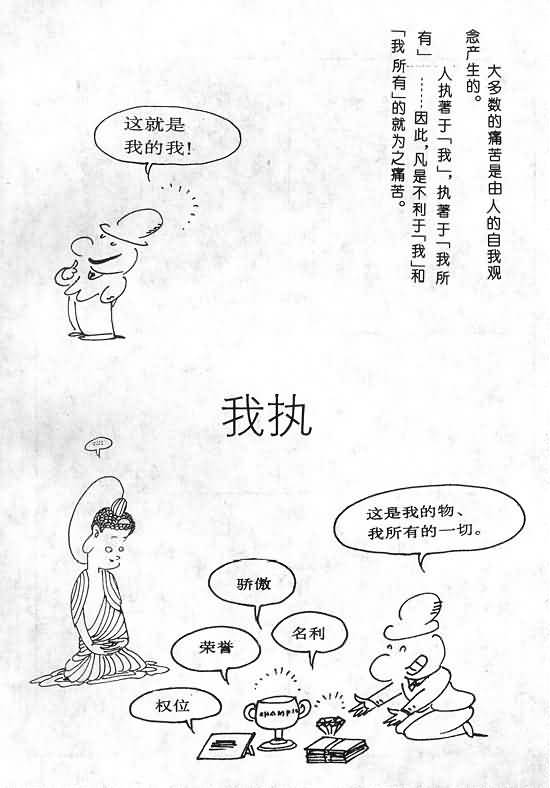 大多数的痛苦是由人的自我观
念产生的。
人执著于「我」，执著于「我所
有」……因此，凡是不利于「我」和
「我所有」的就为之痛苦。
这就是
我的我！
我执
这是我的物、
我所有的一切。
骄傲
荣誉
名利
权位
CHAMPIO